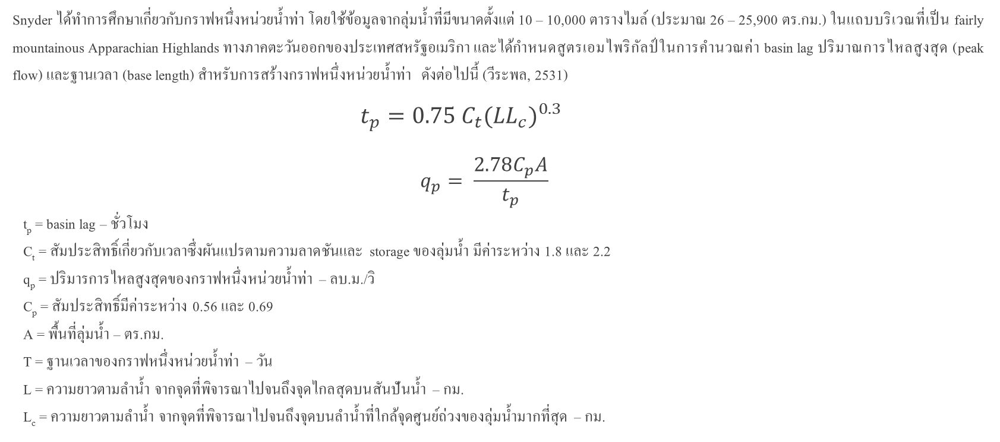 Snyder ได้ทำการศึกษาเกี่ยวกับกราฟหนึ่งหน่วยน้ำท่า โดยใช้ข้อมูลจากลุ่มน้ำที่มีขนาดตั้งแต่ 10 – 10,000 ตารางไมล์ (ประมาณ 26 – 25,900 ตร.กม.) ในแถบบริเวณที่เป็น fairly
mountainous Apparachian Highlands ทางภาคตะวันออกของประเทศสหรัฐอเมริกา และได้กำหนดสูตรเอมไพริกัลป์ในการคำนวณค่า basin lag ปริมาณการไหลสูงสุด (peak
flow) และฐานเวลา (base length) สำหรับการสร้างกราฟหนึ่งหน่วยน้ำท่า ดังต่อไปนี้ (วีระพล, 2531)
t_p = 0.75 C_t(LL_c)^0.3
q_p = 2.78C_pA / t_p
t_p = basin lag – ชั่วโมง
C_t = สัมประสิทธิ์เกี่ยวกับเวลาซึ่งผันแปรตามความลาดชันและ storage ของลุ่มน้ำ มีค่าระหว่าง 1.8 และ 2.2
q_p = ปริมารการไหลสูงสุดของกราฟหนึ่งหน่วยน้ำท่า – ลบ.ม./วิ
C_p = สัมประสิทธิ์มีค่าระหว่าง 0.56 และ 0.69
A = พื้นที่ลุ่มน้ำ – ตร.กม.
T = ฐานเวลาของกราฟหนึ่งหน่วยน้ำท่า – วัน
L = ความยาวตามลำน้ำ จากจุดที่พิจารณาไปจนถึงจุดไกลสุดบนสันปันน้ำ – กม.
L_c = ความยาวตามลำน้ำ จากจุดที่พิจารณาไปจนถึงจุดบนลำน้ำที่ใกล้จุดศูนย์ถ่วงของลุ่มน้ำมากที่สุด – กม.